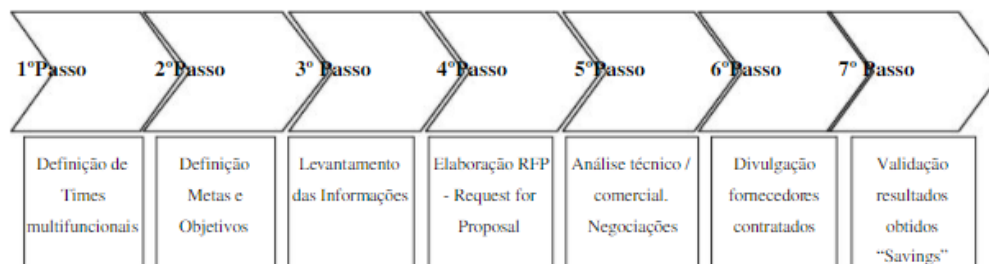 1ºPasso 2ºPasso 3º Passo 4ºPasso 5ºPasso 6ºPasso 7º Passo
Definição de
Times
multifuncionais
Definição
Metas e
Objetivos
Levantamento
das Informações
Elaboração RFP
- Request for
Proposal
Análise técnico /
comercial.
Negociações
Divulgação
fornecedores
contratados
Validação
resultados
obtidos
“Savings”